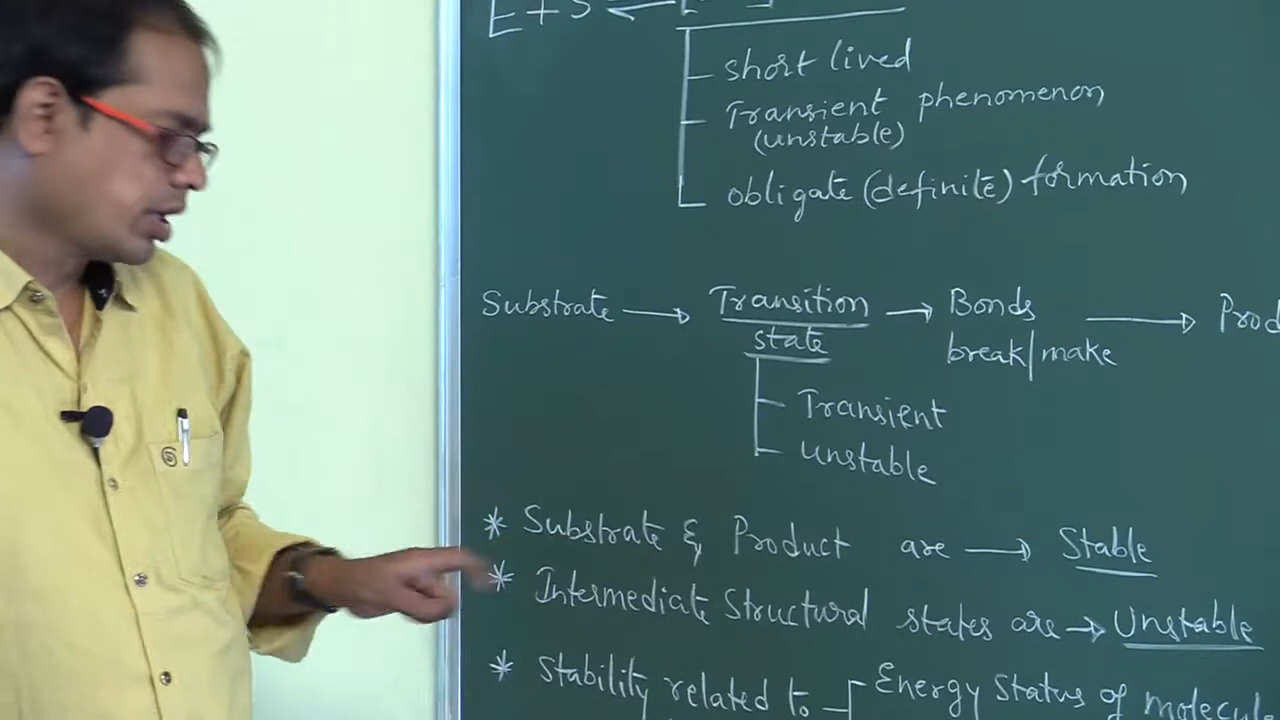 E + S ⇌
short lived
Transient phenomenon
(unstable)
obligate (definite) formation
Substrate → Transition → Bonds → Prod
state break/make
Transient
unstable
* Substrate & Product are → Stable
* Intermediate Structural states are → Unstable
* Stability related to Energy Status of molecule